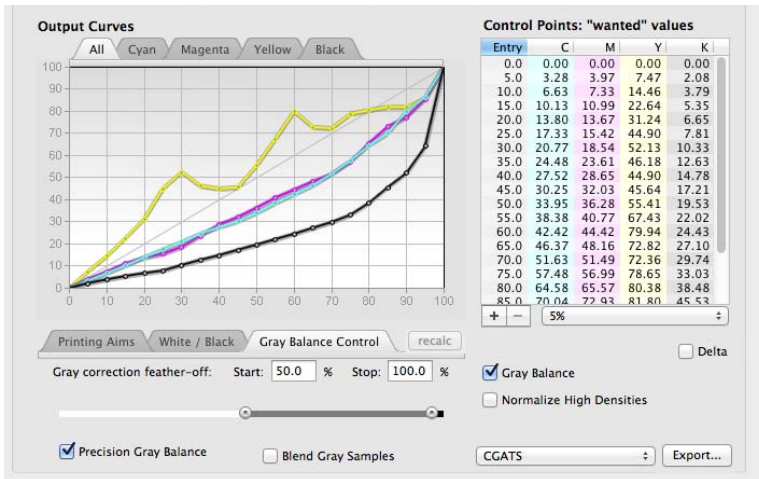 Output Curves
All Cyan Magenta Yellow Black
100
90
80
70
60
50
40
30
20
10
0
0 10 20 30 40 50 60 70 80 90 100
Control Points: "wanted" values
Entry C M Y K
0.0 0.00 0.00 0.00 0.00
5.0 3.28 3.97 7.47 2.08
10.0 6.63 7.33 14.46 3.79
15.0 10.13 10.99 22.64 5.35
20.0 13.80 13.67 31.24 6.65
25.0 17.33 15.42 44.90 7.81
30.0 20.77 18.54 52.13 10.33
35.0 24.48 23.61 46.18 12.63
40.0 27.52 28.65 44.90 14.78
45.0 30.25 32.03 45.64 17.21
50.0 33.95 36.28 55.41 19.53
55.0 38.38 40.77 67.43 22.02
60.0 42.42 44.42 79.94 24.43
65.0 46.37 48.16 72.82 27.10
70.0 51.63 51.49 72.36 29.74
75.0 57.48 56.99 78.65 33.03
80.0 64.58 65.57 80.38 38.48
85.0 70.04 72.93 81.80 45.53
+ − 5%
Printing Aims White / Black Gray Balance Control recalc
Gray correction feather-off: Start: 50.0 % Stop: 100.0 %
Precision Gray Balance Blend Gray Samples
Delta
Gray Balance
Normalize High Densities
CGATS Export...